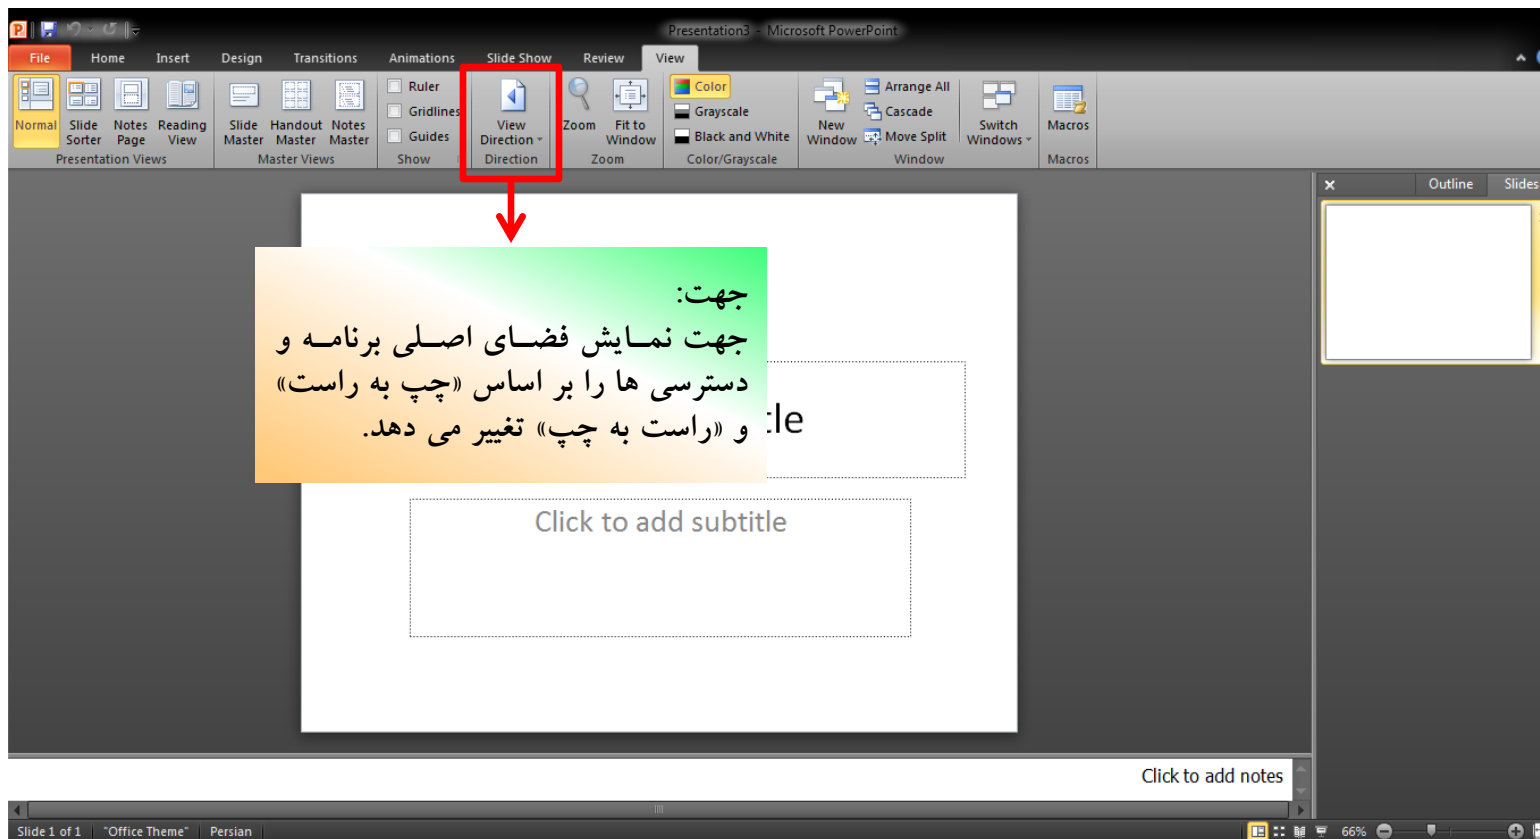 Presentation3 - Microsoft PowerPoint
File Home Insert Design Transitions Animations Slide Show Review View
Normal
Slide Sorter
Notes Page
Reading View
Presentation Views
Slide Master
Handout Master
Notes Master
Master Views
Ruler
Gridlines
Guides
Show
View Direction
Direction
Zoom
Fit to Window
Zoom
Color
Grayscale
Black and White
Color/Grayscale
New Window
Arrange All
Cascade
Move Split
Switch Windows
Window
Macros
Macros
Outline Slides
جهت:
جهت نمایش فضای اصلی برنامه و
دسترسی ها را بر اساس «چپ به راست»
و «راست به چپ» تغییر می دهد.
Click to add subtitle
Click to add notes
Slide 1 of 1 "Office Theme" Persian 66%